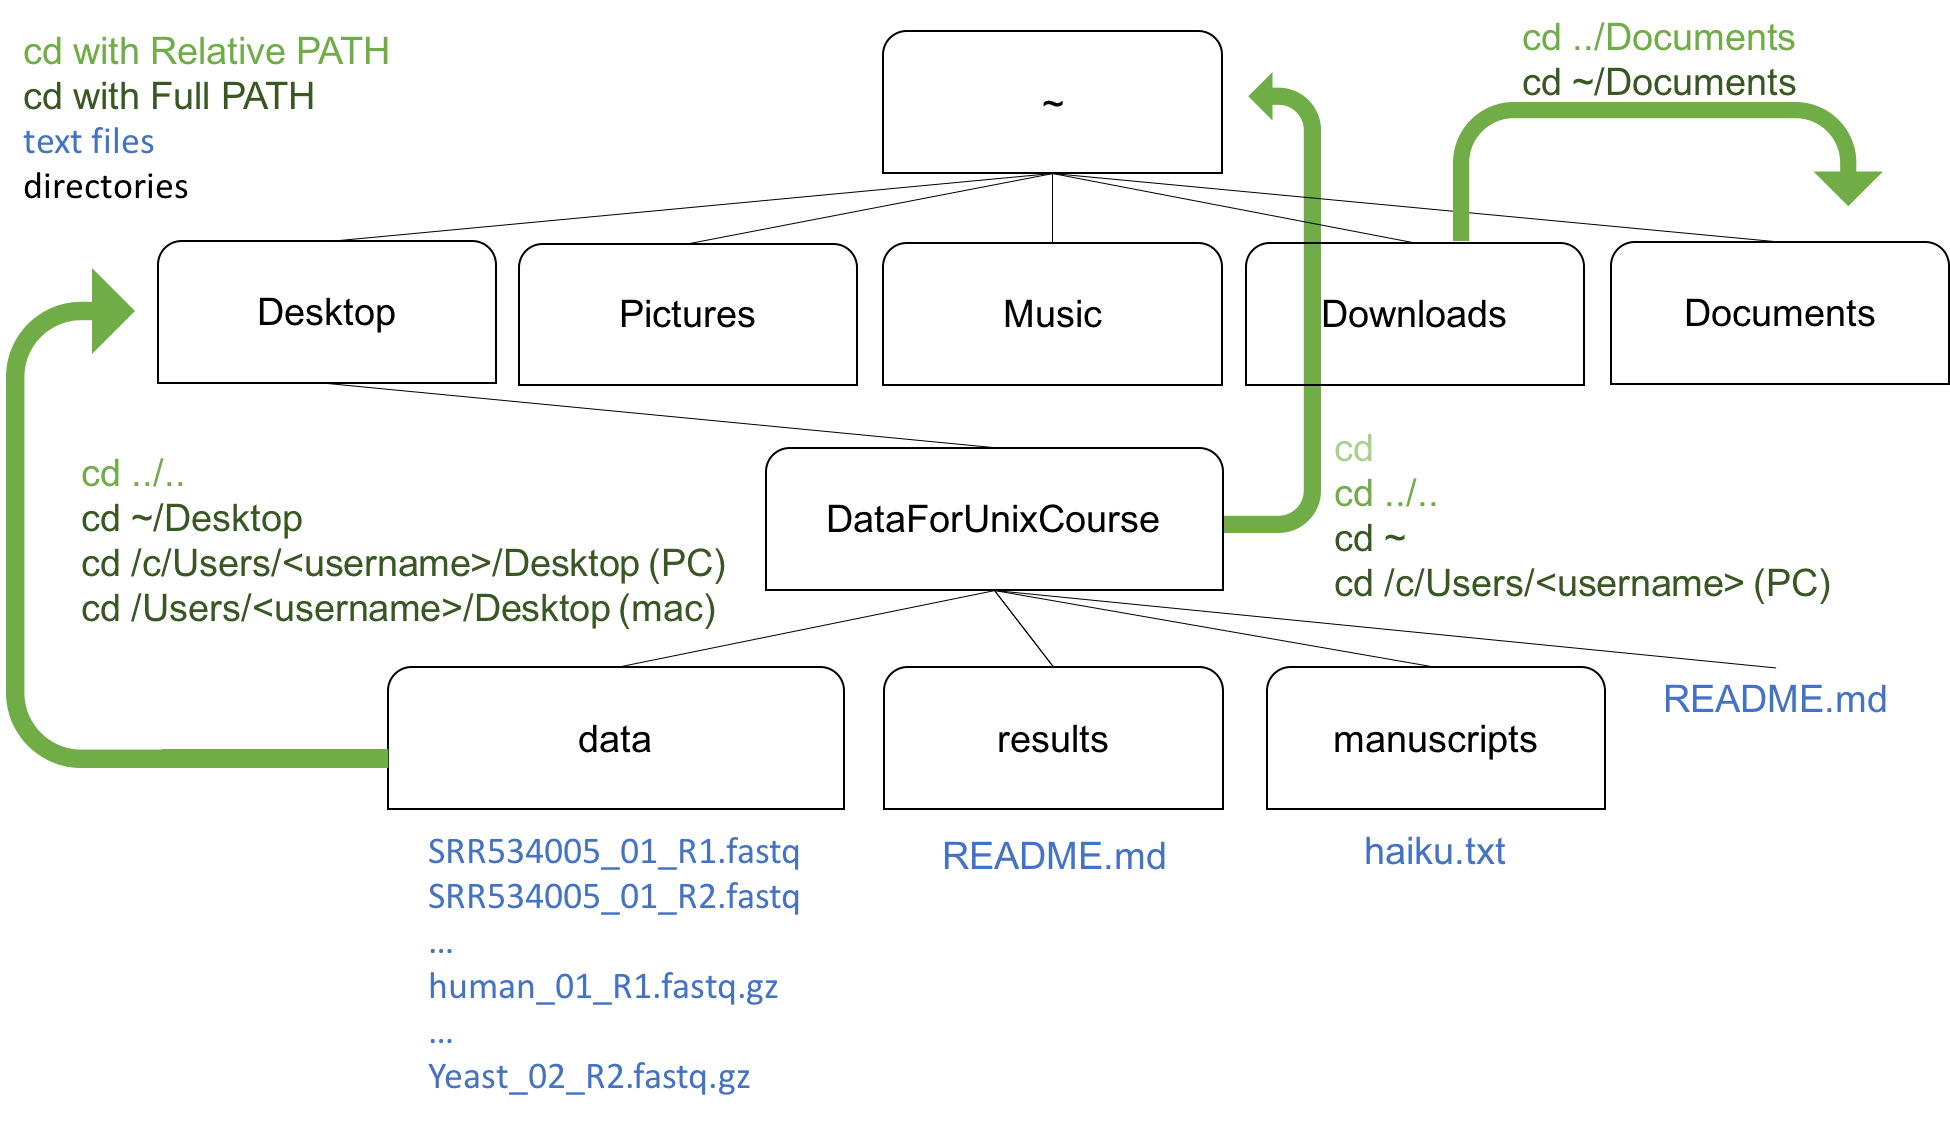 cd with Relative PATH
cd with Full PATH
text files
directories
~
cd ../Documents
cd ~/Documents
Desktop
Pictures
Music
Downloads
Documents
cd ../..
cd ~/Desktop
cd /c/Users/<username>/Desktop (PC)
cd /Users/<username>/Desktop (mac)
DataForUnixCourse
cd
cd ../..
cd ~
cd /c/Users/<username> (PC)
data
results
manuscripts
README.md
SRR534005_01_R1.fastq
SRR534005_01_R2.fastq
...
human_01_R1.fastq.gz
...
Yeast_02_R2.fastq.gz
README.md
haiku.txt